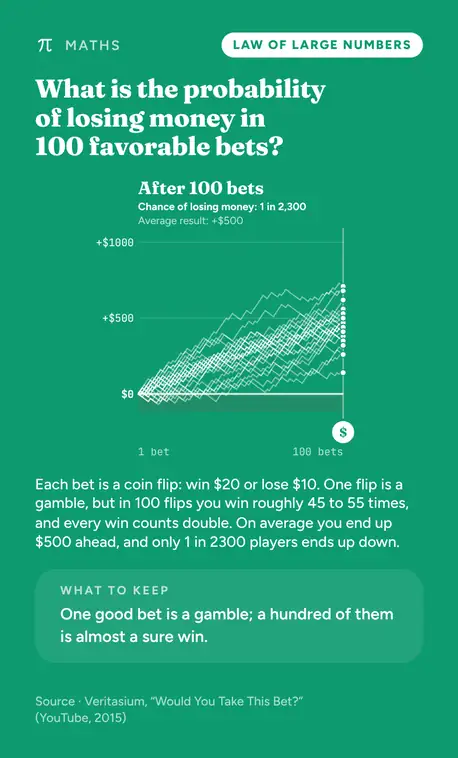 π MATHS
LAW OF LARGE NUMBERS
What is the probability
of losing money in
100 favorable bets?
After 100 bets
Chance of losing money: 1 in 2,300
Average result: +$500
+$1000
+$500
$0
$
1 bet
100 bets
Each bet is a coin flip: win $20 or lose $10. One flip is a
gamble, but in 100 flips you win roughly 45 to 55 times,
and every win counts double. On average you end up
$500 ahead, and only 1 in 2300 players ends up down.
WHAT TO KEEP
One good bet is a gamble; a hundred of them
is almost a sure win.
Source · Veritasium, “Would You Take This Bet?”
(YouTube, 2015)